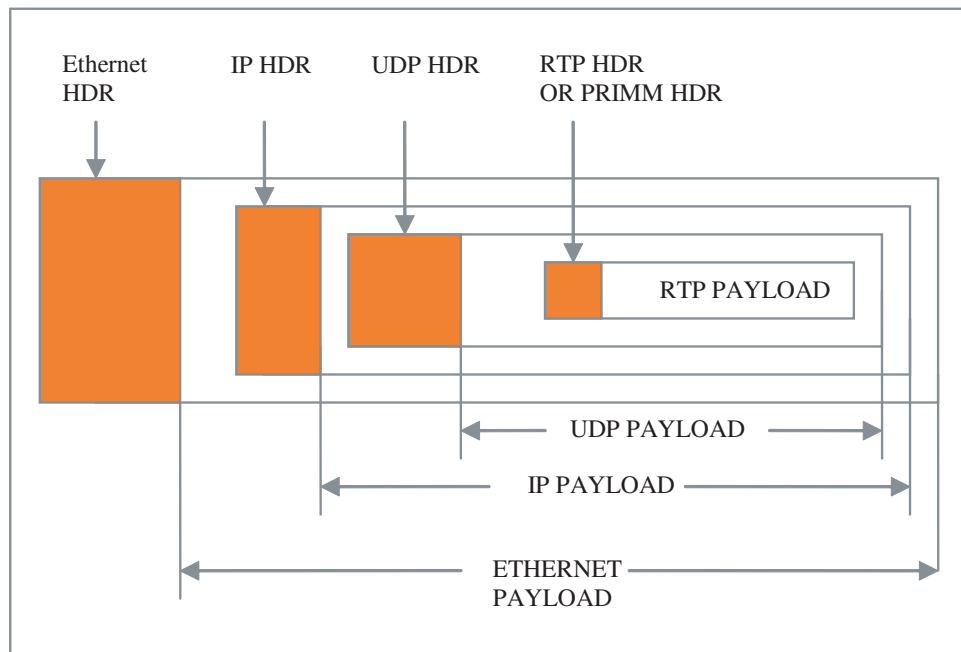 Ethernet
HDR
IP HDR
UDP HDR
RTP HDR
OR PRIMM HDR
RTP PAYLOAD
UDP PAYLOAD
IP PAYLOAD
ETHERNET
PAYLOAD